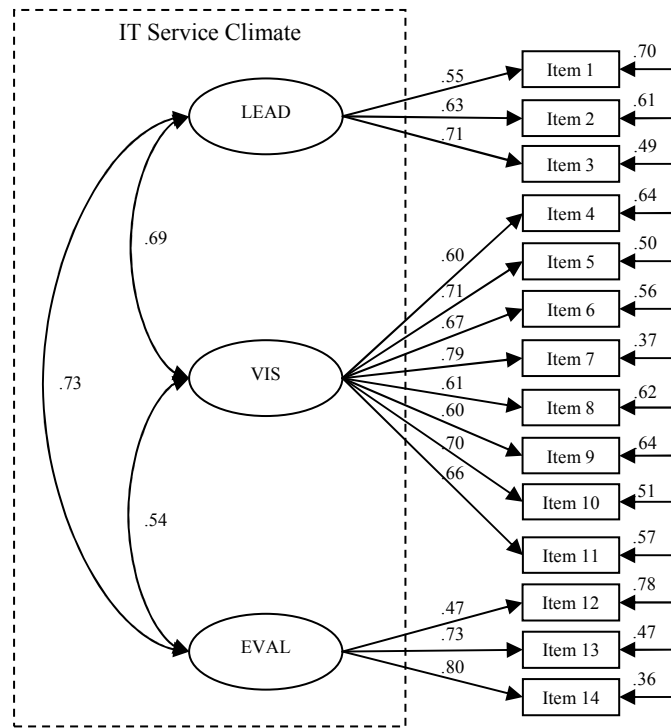 IT Service Climate
LEAD
VIS
EVAL
.69
.73
.54
.55
.63
.71
.60
.71
.67
.79
.61
.60
.70
.66
.47
.73
.80
Item 1
.70
Item 2
.61
Item 3
.49
Item 4
.64
Item 5
.50
Item 6
.56
Item 7
.37
Item 8
.62
Item 9
.64
Item 10
.51
Item 11
.57
Item 12
.78
Item 13
.47
Item 14
.36